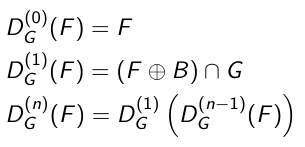 D_G^{(0)}(F) = F
D_G^{(1)}(F) = (F ⊕ B) ∩ G
D_G^{(n)}(F) = D_G^{(1)} ( D_G^{(n−1)}(F) )